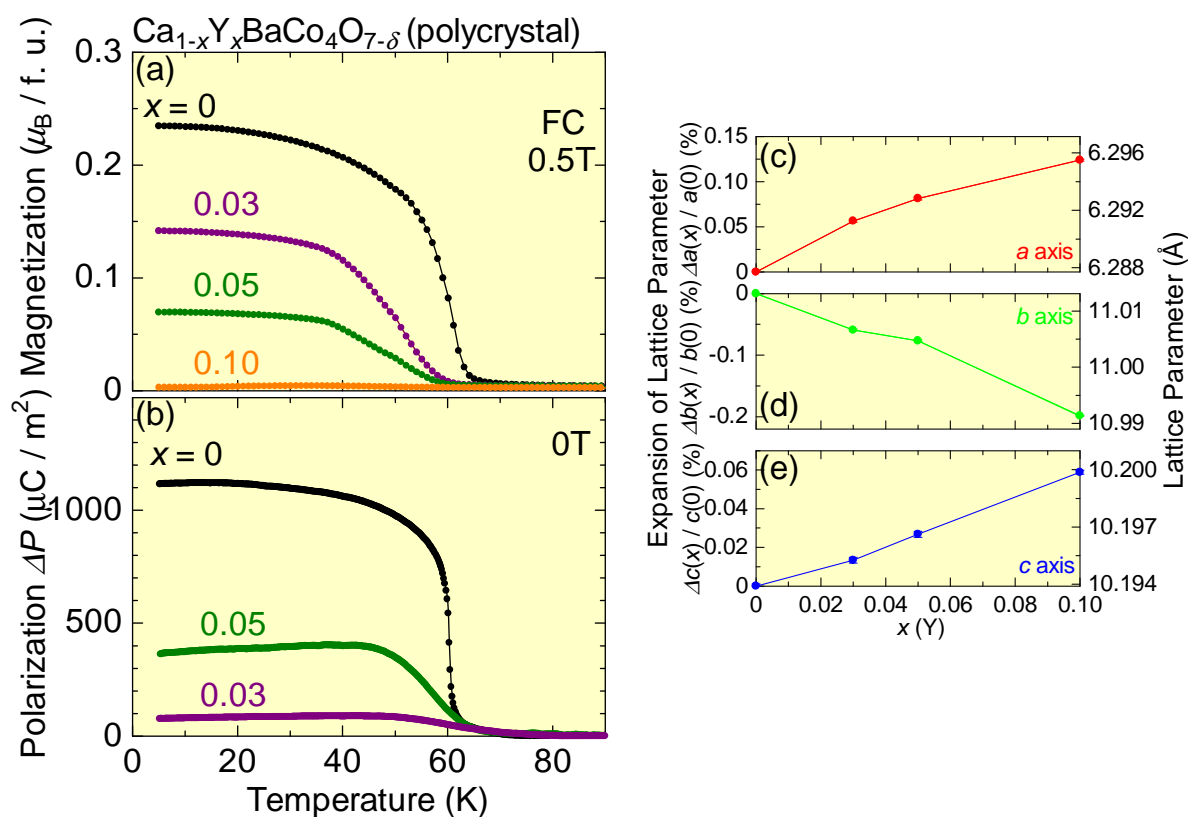 Ca1-xYxBaCo4O7-δ (polycrystal)
(a)
x = 0
FC
0.5T
0.03
0.05
0.10
0.3
0.2
0.1
0
Magnetization (μB / f. u.)
(b)
x = 0
0T
0.05
0.03
1000
500
0
Polarization ΔP (μC / m2)
0 20 40 60 80
Temperature (K)
(c)
a axis
0.15
0.10
0.05
0
Δa(x) / a(0) (%)
6.296
6.292
6.288
(d)
b axis
0
-0.1
-0.2
Δb(x) / b(0) (%)
11.01
11.00
10.99
(e)
c axis
0.06
0.04
0.02
0
Δc(x) / c(0) (%)
10.200
10.197
10.194
0 0.02 0.04 0.06 0.08 0.10
x (Y)
Expansion of Lattice Parameter
Lattice Parameter (Å)